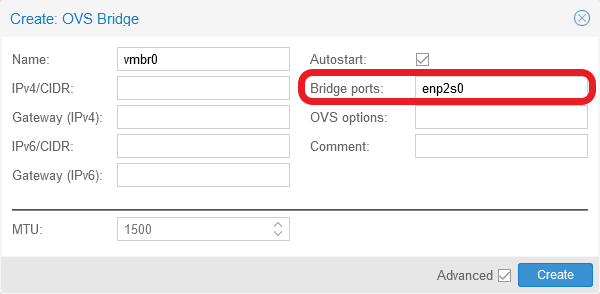 Create: OVS Bridge
Name: vmbr0 Autostart:
IPv4/CIDR: Bridge ports: enp2s0
Gateway (IPv4): OVS options:
IPv6/CIDR: Comment:
Gateway (IPv6):
MTU: 1500
Advanced Create